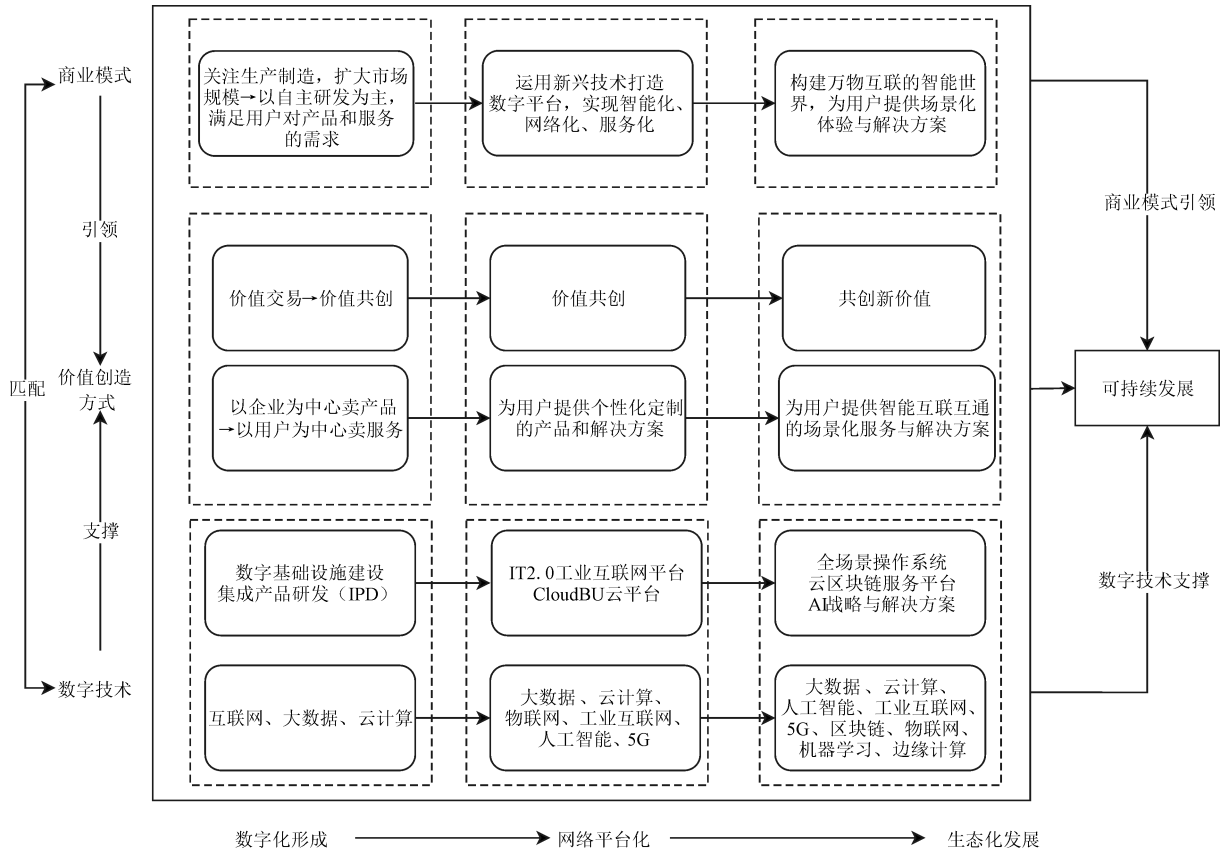 商业模式
引领
匹配
价值创造
方式
支撑
数字技术
关注生产制造，扩大市场
规模→以自主研发为主，
满足用户对产品和服务
的需求
运用新兴技术打造
数字平台，实现智能化、
网络化、服务化
构建万物互联的智能世
界，为用户提供场景化
体验与解决方案
价值交易→价值共创
价值共创
共创新价值
以企业为中心卖产品
→以用户为中心卖服务
为用户提供个性化定制
的产品和解决方案
为用户提供智能互联互通
的场景化服务与解决方案
数字基础设施建设
集成产品研发（IPD）
IT2.0工业互联网平台
CloudBU云平台
全场景操作系统
云区块链服务平台
AI战略与解决方案
互联网、大数据、云计算
大数据、云计算、
物联网、工业互联网、
人工智能、5G
大数据、云计算、
人工智能、工业互联网、
5G、区块链、物联网、
机器学习、边缘计算
商业模式引领
可持续发展
数字技术支撑
数字化形成
网络平台化
生态化发展